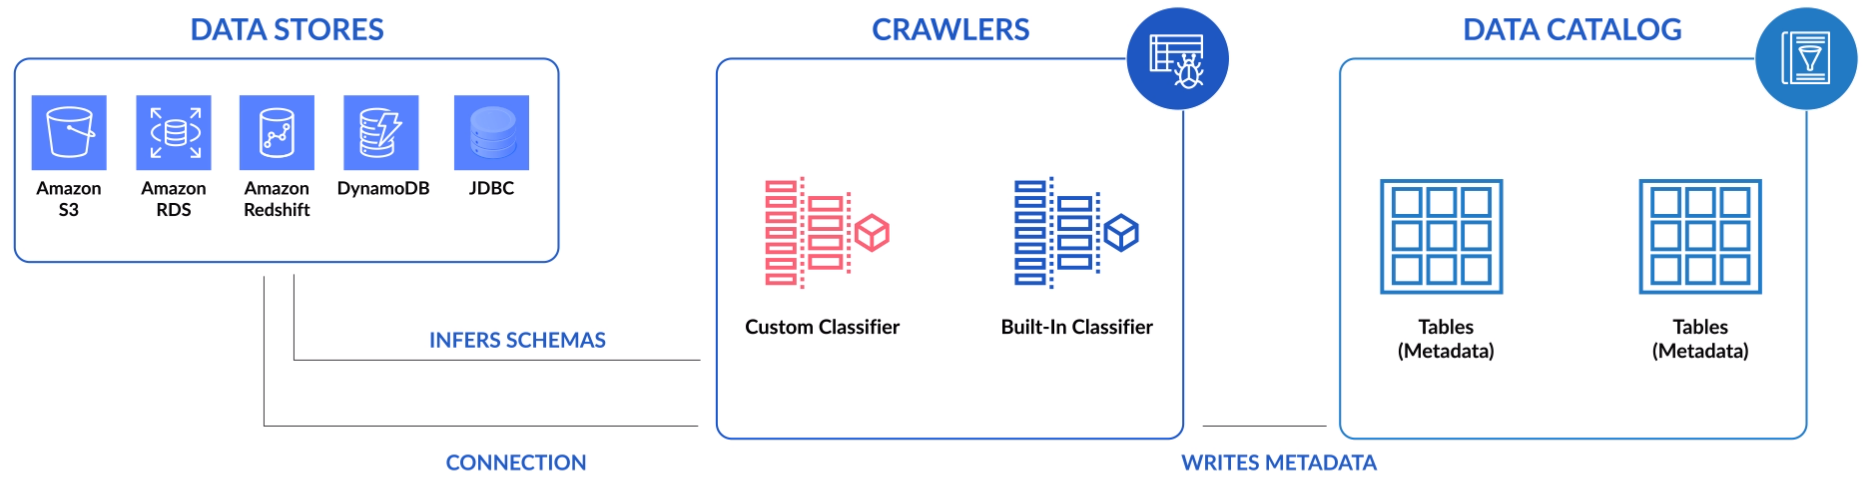 DATA STORES
CRAWLERS
DATA CATALOG
Amazon
S3
Amazon
RDS
Amazon
Redshift
DynamoDB
JDBC
Custom Classifier
Built-In Classifier
Tables
(Metadata)
Tables
(Metadata)
INFERS SCHEMAS
CONNECTION
WRITES METADATA